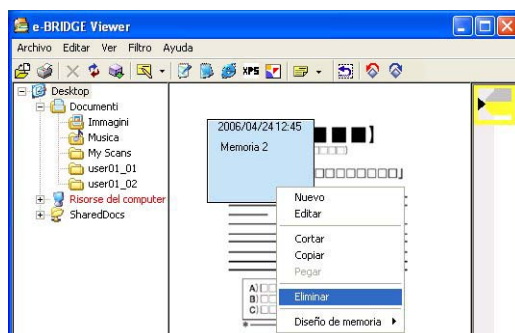 e-BRIDGE Viewer
Archivo Editar Ver Filtro Ayuda
XPS
Desktop
Documenti
Immagini
Musica
My Scans
user01_01
user01_02
Risorse del computer
SharedDocs
2006/04/24 12:45
Memoria 2
Nuevo
Editar
Cortar
Copiar
Pegar
Eliminar
Diseño de memoria
A)
B)
C)